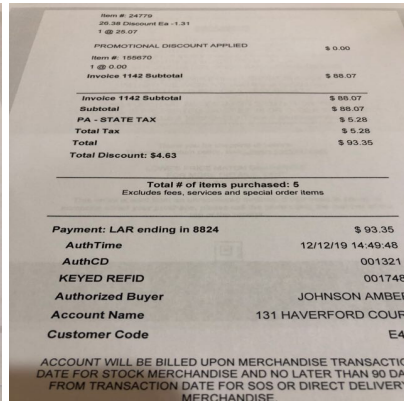 Item #: 24779
26.38 Discount Ea -1.31
1 @ 25.07
PROMOTIONAL DISCOUNT APPLIED $ 0.00
Item #: 155670
1 @ 0.00
Invoice 1142 Subtotal $ 88.07
Invoice 1142 Subtotal $ 88.07
Subtotal $ 88.07
PA - STATE TAX $ 5.28
Total Tax $ 5.28
Total $ 93.35
Total Discount: $4.63
Total # of items purchased: 5
Excludes fees, services and special order items
Payment: LAR ending in 8824 $ 93.35
AuthTime 12/12/19 14:49:48
AuthCD 001321
KEYED REFID 001748
Authorized Buyer JOHNSON AMBE
Account Name 131 HAVERFORD COUR
Customer Code E4
ACCOUNT WILL BE BILLED UPON MERCHANDISE TRANSACTIO
DATE FOR STOCK MERCHANDISE AND NO LATER THAN 90 DA
FROM TRANSACTION DATE FOR SOS OR DIRECT DELIVER
MERCHANDISE